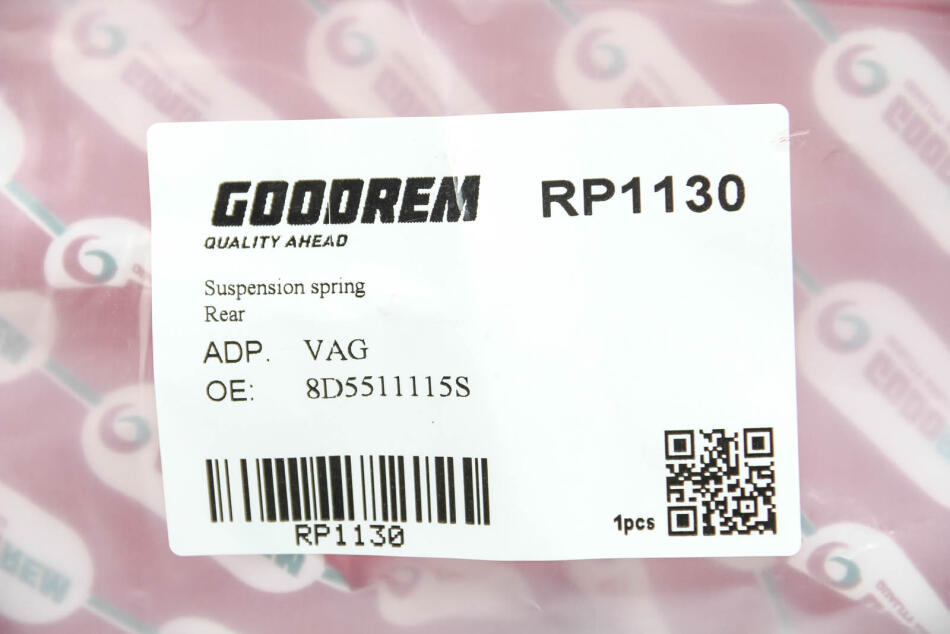 GOODREM
RP1130
QUALITY AHEAD
Suspension spring
Rear
ADP. VAG
OE: 8D5511115S
RP1130
1pcs